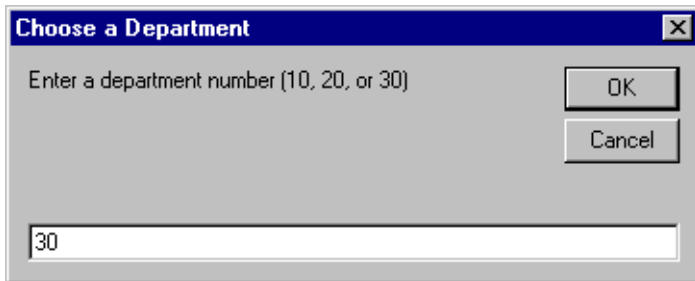 Choose a Department
Enter a department number (10, 20, or 30)
OK
Cancel
30